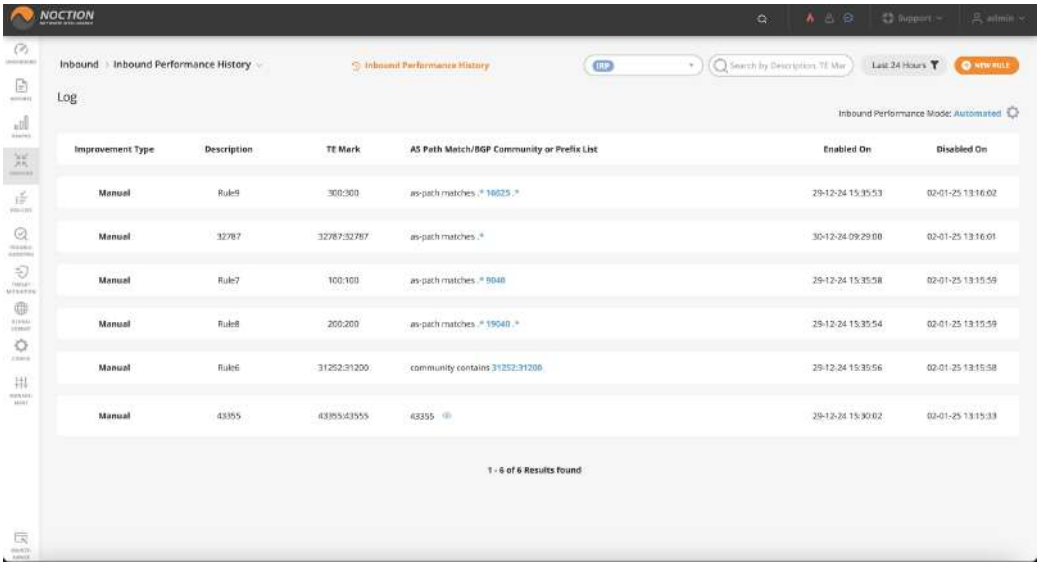 NOCTION
Support
admin
Inbound Inbound Performance History
Inbound Performance History
IRP
Search by Description, TE Mar
Last 24 Hours
NEW RULE
Log
Inbound Performance Mode: Automated
Improvement Type Description TE Mark AS Path Match/BGP Community or Prefix List Enabled On Disabled On
Manual Rule9 300:300 as-path matches .* 16625 .* 29-12-24 15:35:53 02-01-25 13:16:02
Manual 32787 32787:32787 as-path matches .* 30-12-24 09:29:00 02-01-25 13:16:01
Manual Rule7 100:100 as-path matches .* 9040 29-12-24 15:35:58 02-01-25 13:15:59
Manual Rule8 200:200 as-path matches .* 19040 .* 29-12-24 15:35:54 02-01-25 13:15:59
Manual Rule6 31252:31200 community contains 31252:31200 29-12-24 15:35:56 02-01-25 13:15:58
Manual 43355 43355:43555 43355 29-12-24 15:30:02 02-01-25 13:15:33
1 - 6 of 6 Results found